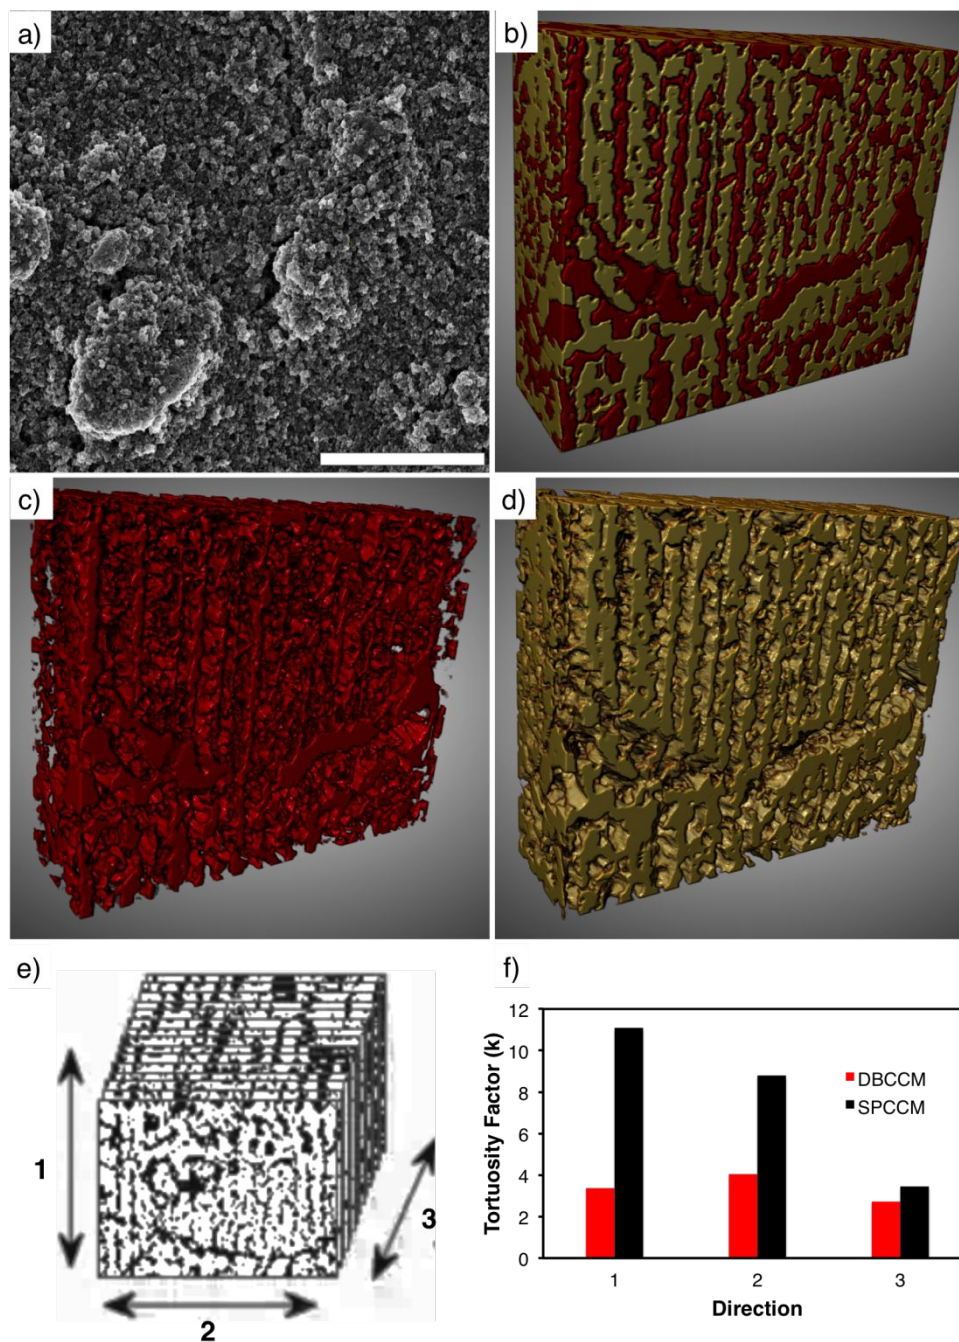 a)
b)
c)
d)
e)
1
2
3
f)
Tortuosity Factor (k)
12
10
8
6
4
2
0
DBCCM
SPCCM
1 2 3
Direction